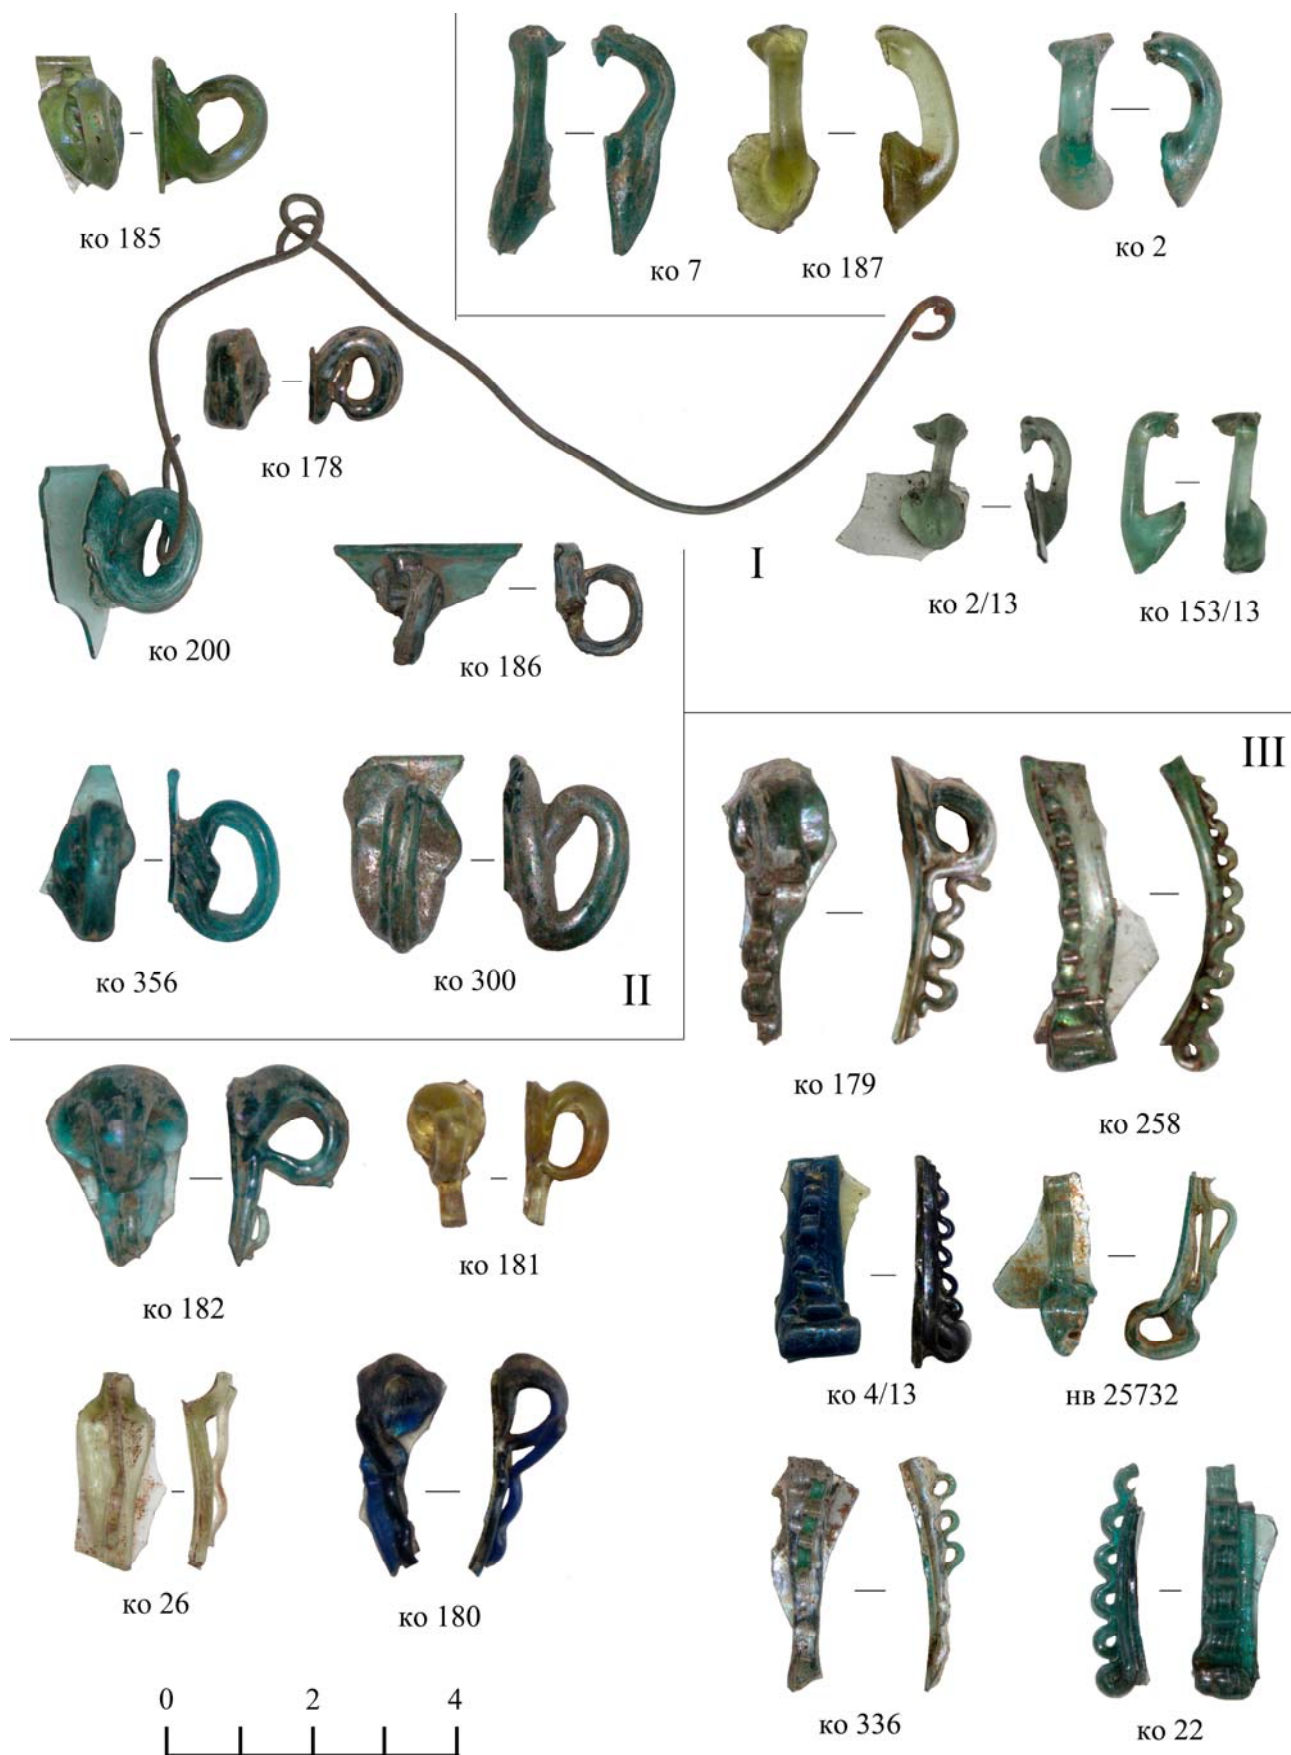 ко 185
ко 7
ко 187
ко 2
ко 178
ко 2/13
ко 153/13
I
ко 200
ко 186
ко 356
ко 300
II
III
ко 179
ко 258
ко 182
ко 181
ко 4/13
нв 25732
ко 26
ко 180
ко 336
ко 22
0 2 4